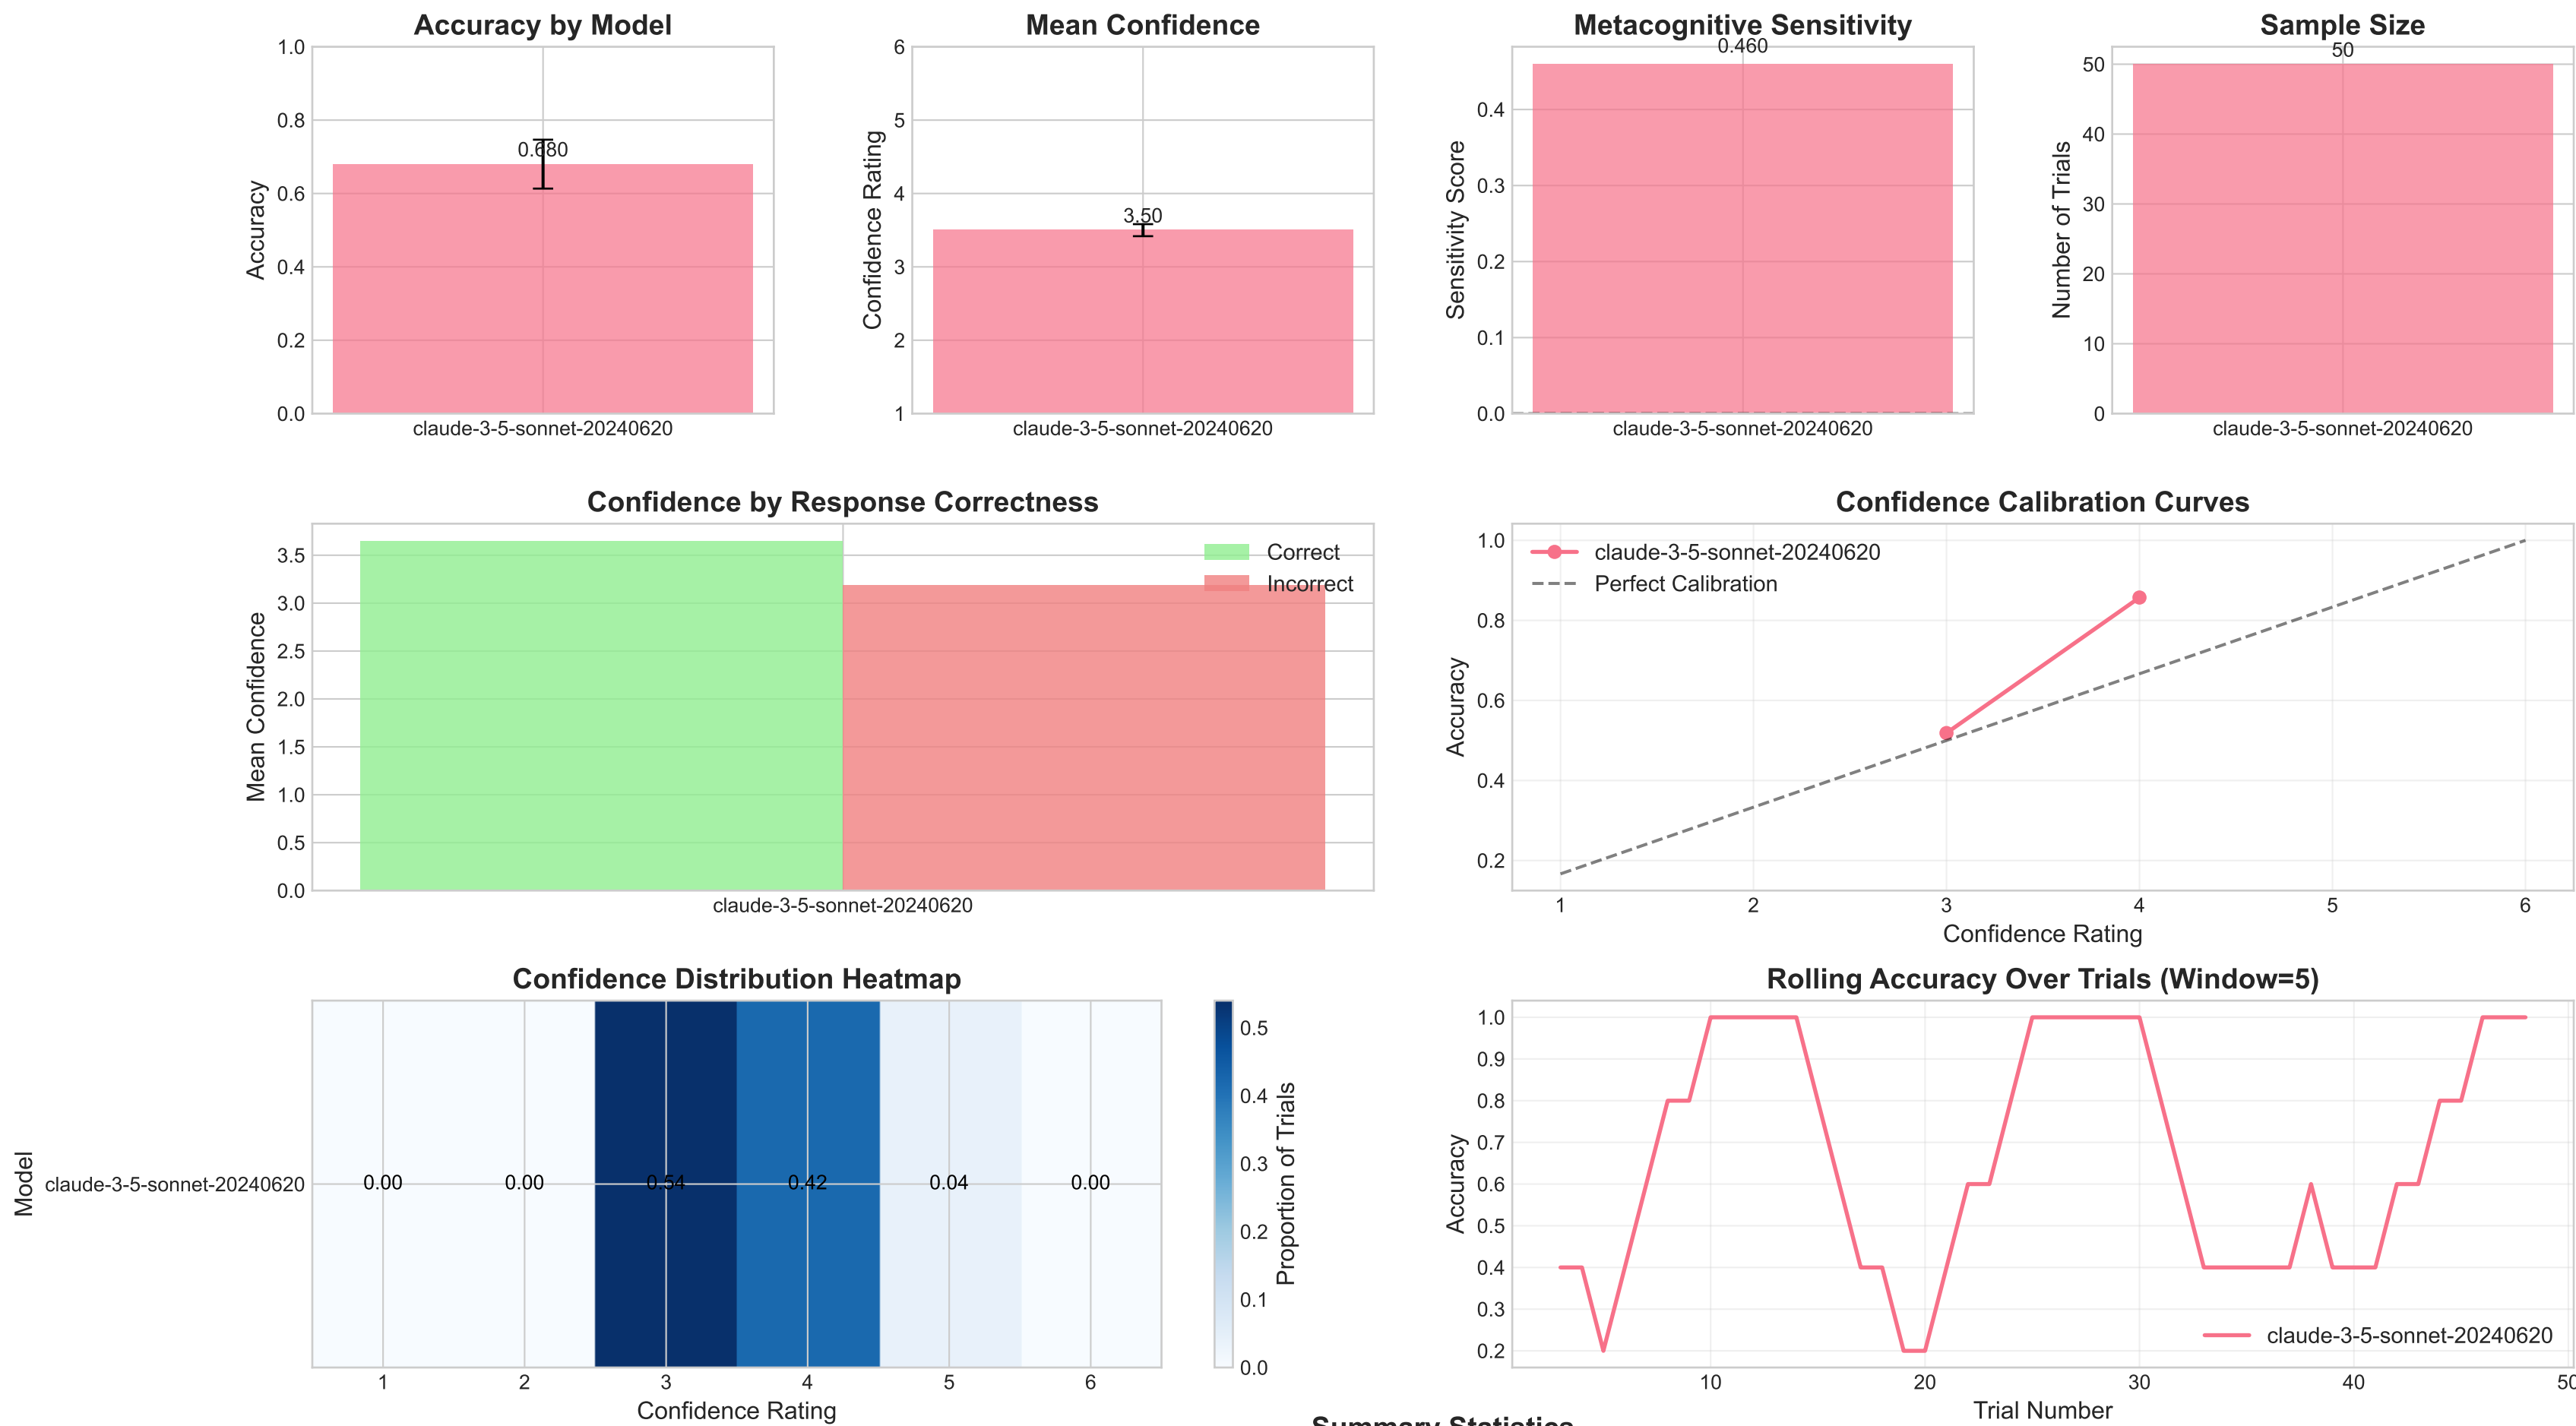 Accuracy by Model
1.0
0.8
0.6
0.4
0.2
0.0
Accuracy
0.680
claude-3-5-sonnet-20240620
Mean Confidence
6
5
4
3
2
1
Confidence Rating
3.50
claude-3-5-sonnet-20240620
Metacognitive Sensitivity
0.460
0.4
0.3
0.2
0.1
0.0
Sensitivity Score
claude-3-5-sonnet-20240620
Sample Size
50
50
40
30
20
10
0
Number of Trials
claude-3-5-sonnet-20240620
Confidence by Response Correctness
3.5
3.0
2.5
2.0
1.5
1.0
0.5
0.0
Mean Confidence
Correct
Incorrect
claude-3-5-sonnet-20240620
Confidence Calibration Curves
1.0
0.8
0.6
0.4
0.2
Accuracy
claude-3-5-sonnet-20240620
Perfect Calibration
1 2 3 4 5 6
Confidence Rating
Confidence Distribution Heatmap
Model
claude-3-5-sonnet-20240620
0.00 0.00 0.54 0.42 0.04 0.00
1 2 3 4 5 6
Confidence Rating
0.5
0.4
0.3
0.2
0.1
0.0
Proportion of Trials
Rolling Accuracy Over Trials (Window=5)
1.0
0.9
0.8
0.7
0.6
0.5
0.4
0.3
0.2
Accuracy
claude-3-5-sonnet-20240620
10 20 30 40 50
Trial Number
Summary Statistics